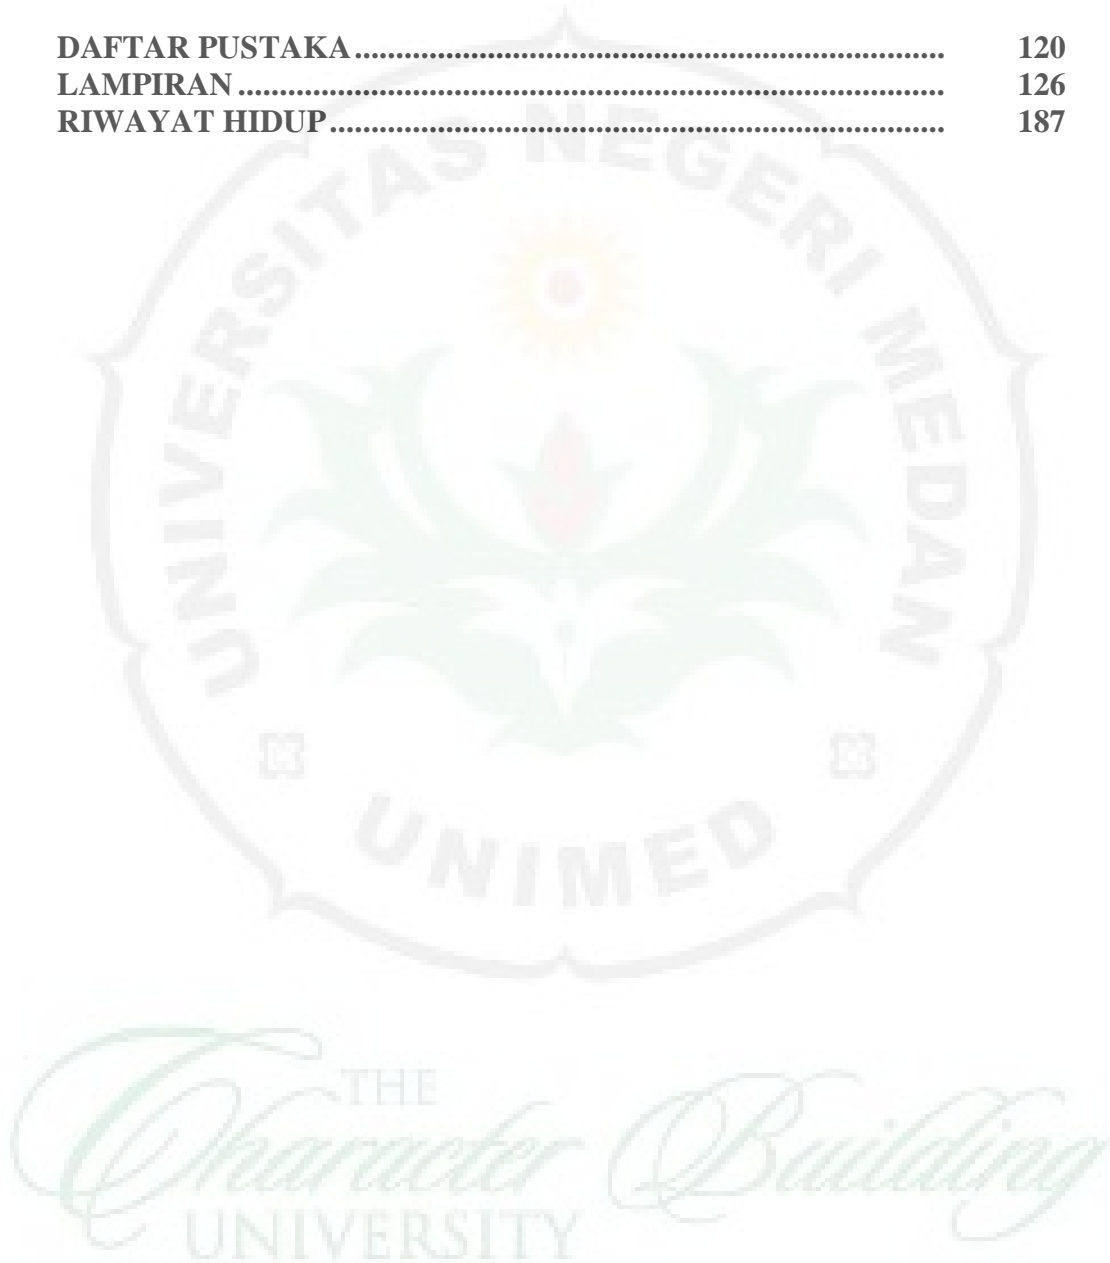 DAFTAR PUSTAKA........................................................................ 120
LAMPIRAN...................................................................................... 126
RIWAYAT HIDUP........................................................................... 187
UNIVERSITAS NEGERI MEDAN
UNIMED
THE
Character Building
UNIVERSITY